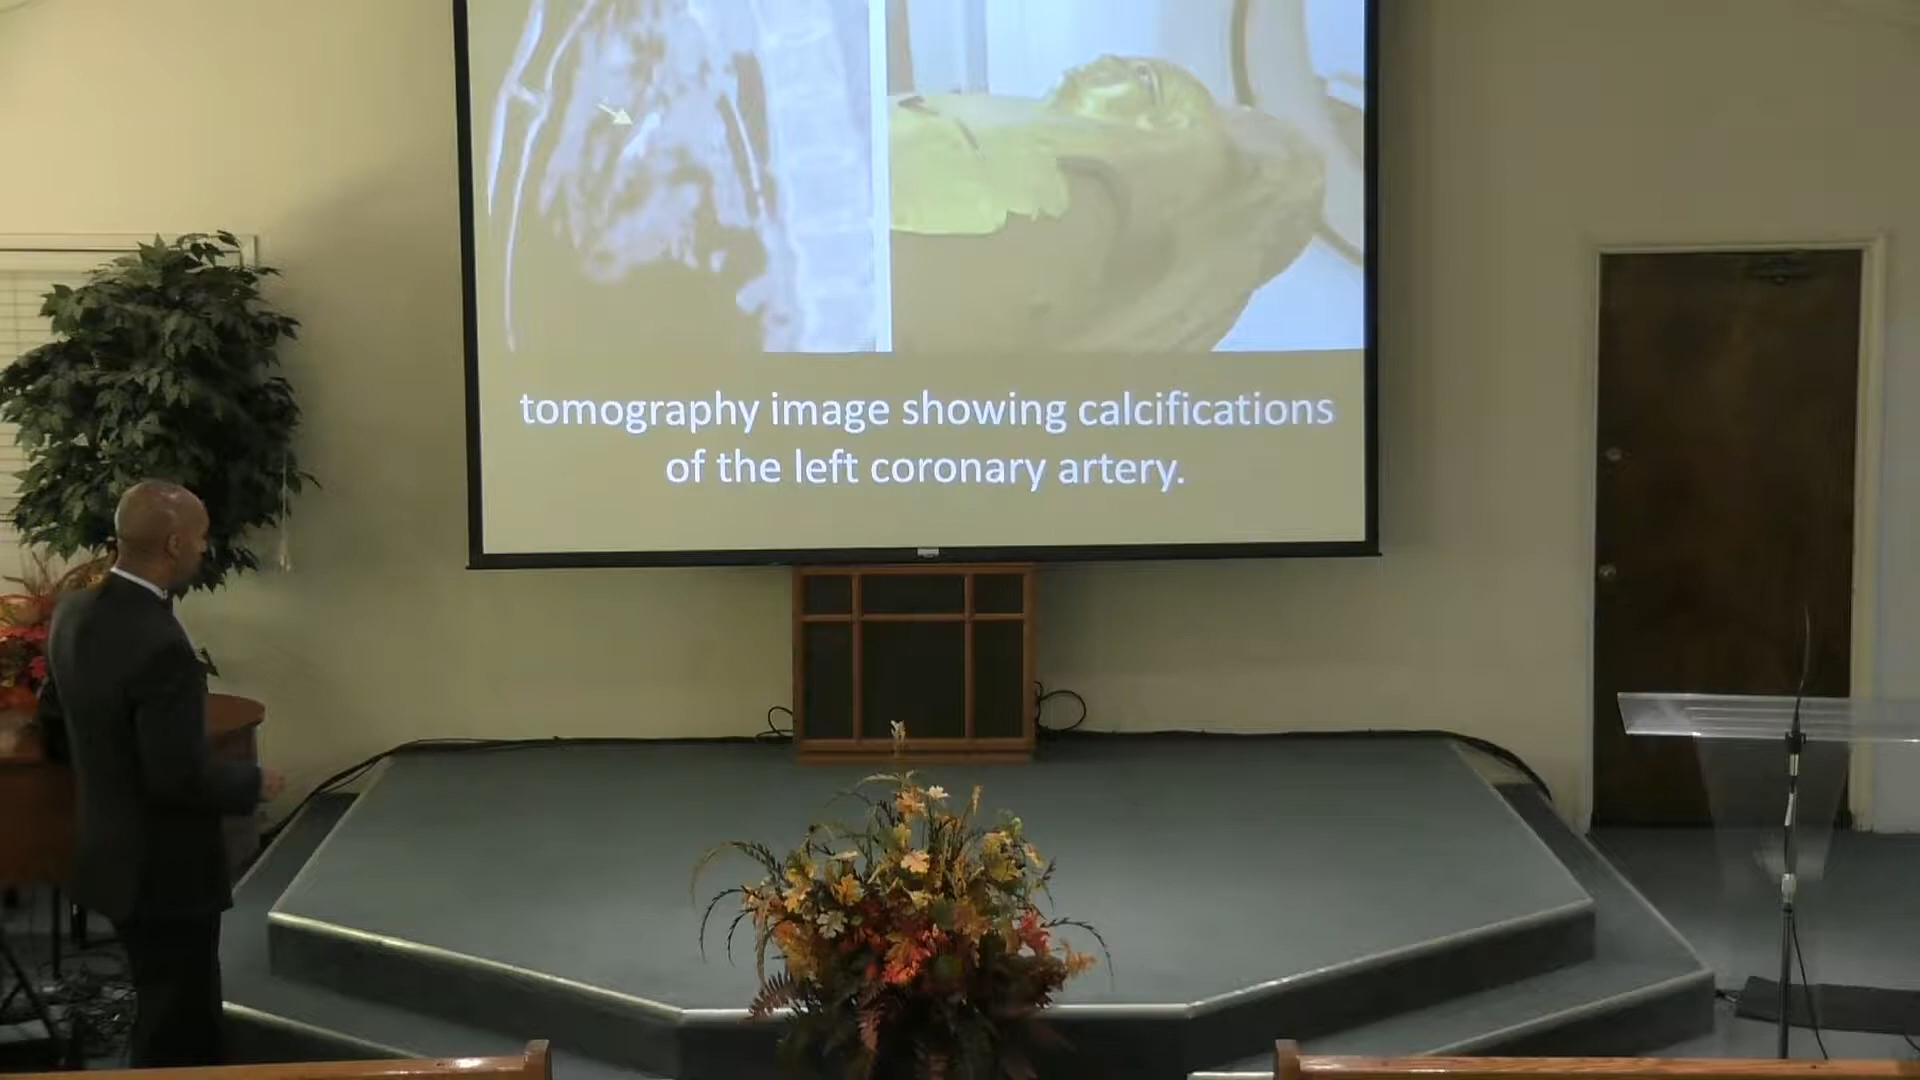 tomography image showing calcifications
of the left coronary artery.